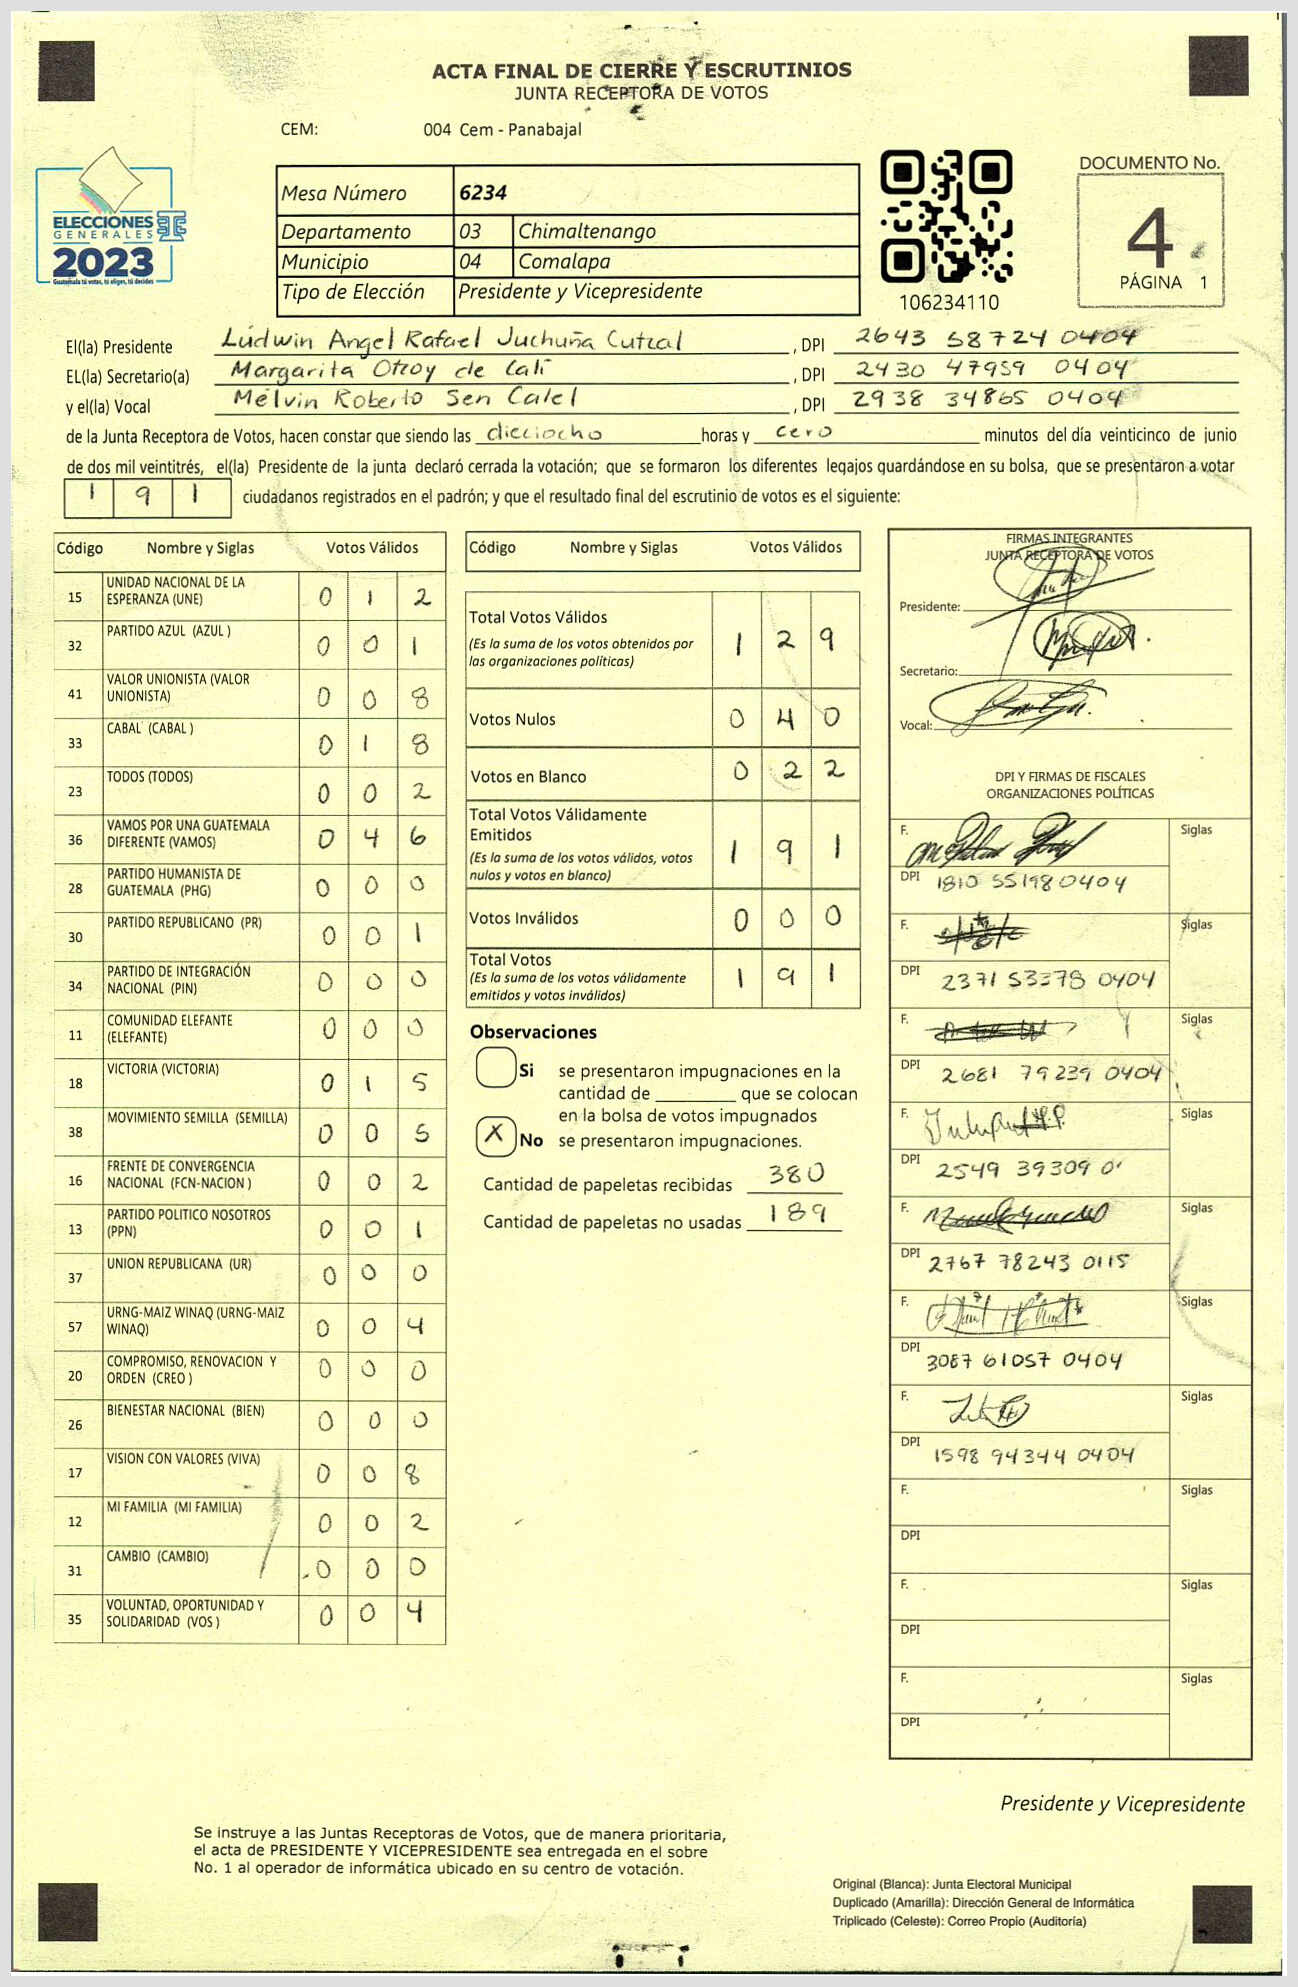 ACTA FINAL DE CIERRE Y ESCRUTINIOS
JUNTA RECEPTORA DE VOTOS
CEM: 004 Cem - Panabajal
ELECCIONES
GENERALES
2023
Guatemala tú votas, tú eliges, tú decides
Mesa Número 6234
Departamento 03 Chimaltenango
Municipio 04 Comalapa
Tipo de Elección Presidente y Vicepresidente
106234110
DOCUMENTO No.
4
PÁGINA 1
El(la) Presidente Ludwin Angel Rafael Juchuña Cutzal , DPI 2643 58724 0404
EL(la) Secretario(a) Margarita Otzoy de Calí , DPI 2430 47959 0404
y el(la) Vocal Melvin Roberto Sen Calel , DPI 2938 34865 0404
de la Junta Receptora de Votos, hacen constar que siendo las dieciocho horas y cero minutos del día veinticinco de junio
de dos mil veintitrés, el(la) Presidente de la junta declaró cerrada la votación; que se formaron los diferentes legajos quardándose en su bolsa, que se presentaron a votar
191 ciudadanos registrados en el padrón; y que el resultado final del escrutinio de votos es el siguiente:
Código Nombre y Siglas Votos Válidos
15 UNIDAD NACIONAL DE LA
ESPERANZA (UNE) 0 1 2
32 PARTIDO AZUL (AZUL ) 0 0 1
41 VALOR UNIONISTA (VALOR
UNIONISTA) 0 0 8
33 CABAL (CABAL ) 0 1 8
23 TODOS (TODOS) 0 0 2
36 VAMOS POR UNA GUATEMALA
DIFERENTE (VAMOS) 0 4 6
28 PARTIDO HUMANISTA DE
GUATEMALA (PHG) 0 0 0
30 PARTIDO REPUBLICANO (PR) 0 0 1
34 PARTIDO DE INTEGRACIÓN
NACIONAL (PIN) 0 0 0
11 COMUNIDAD ELEFANTE
(ELEFANTE) 0 0 0
18 VICTORIA (VICTORIA) 0 1 5
38 MOVIMIENTO SEMILLA (SEMILLA) 0 0 5
16 FRENTE DE CONVERGENCIA
NACIONAL (FCN-NACION ) 0 0 2
13 PARTIDO POLITICO NOSOTROS
(PPN) 0 0 1
37 UNION REPUBLICANA (UR) 0 0 0
57 URNG-MAIZ WINAQ (URNG-MAIZ
WINAQ) 0 0 4
20 COMPROMISO, RENOVACION Y
ORDEN (CREO ) 0 0 0
26 BIENESTAR NACIONAL (BIEN) 0 0 0
17 VISION CON VALORES (VIVA) 0 0 8
12 MI FAMILIA (MI FAMILIA) 0 0 2
31 CAMBIO (CAMBIO) 0 0 0
35 VOLUNTAD, OPORTUNIDAD Y
SOLIDARIDAD (VOS ) 0 0 4
Código Nombre y Siglas Votos Válidos
Total Votos Válidos 1 2 9
(Es la suma de los votos obtenidos por
las organizaciones políticas)
Votos Nulos 0 4 0
Votos en Blanco 0 2 2
Total Votos Válidamente
Emitidos 1 9 1
(Es la suma de los votos válidos, votos
nulos y votos en blanco)
Votos Inválidos 0 0 0
Total Votos 1 9 1
(Es la suma de los votos válidamente
emitidos y votos inválidos)
Observaciones
Si se presentaron impugnaciones en la
cantidad de ________ que se colocan
en la bolsa de votos impugnados
X No se presentaron impugnaciones.
Cantidad de papeletas recibidas 380
Cantidad de papeletas no usadas 189
FIRMAS INTEGRANTES
JUNTA RECEPTORA DE VOTOS
Presidente:
Secretario:
Vocal:
DPI Y FIRMAS DE FISCALES
ORGANIZACIONES POLÍTICAS
F. Siglas
DPI 1810 55198 0404
F. Siglas
DPI 2371 53378 0404
F. Siglas
DPI 2681 79239 0404
F. Siglas
DPI 2549 39309 0
F. Siglas
DPI 2767 78243 0115
F. Siglas
DPI 3087 61057 0404
F. Siglas
DPI 1598 94344 0404
F. Siglas
DPI
F. Siglas
DPI
F. Siglas
DPI
Presidente y Vicepresidente
Se instruye a las Juntas Receptoras de Votos, que de manera prioritaria,
el acta de PRESIDENTE Y VICEPRESIDENTE sea entregada en el sobre
No. 1 al operador de informática ubicado en su centro de votación.
Original (Blanca): Junta Electoral Municipal
Duplicado (Amarilla): Dirección General de Informática
Triplicado (Celeste): Correo Propio (Auditoría)